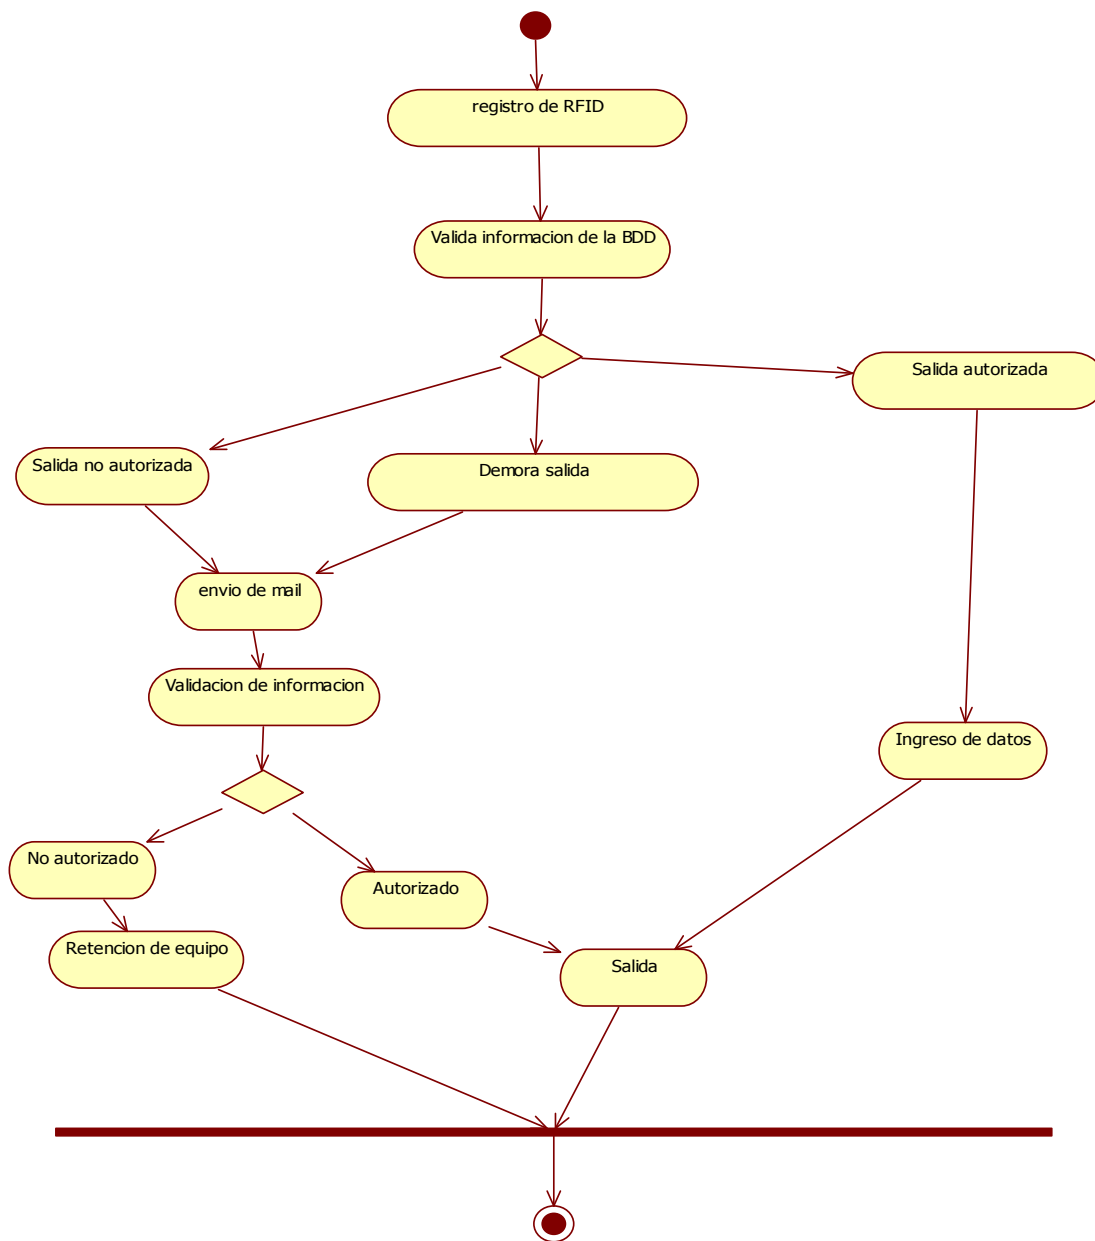 registro de RFID
Valida informacion de la BDD
Salida autorizada
Salida no autorizada
Demora salida
envio de mail
Validacion de informacion
Ingreso de datos
No autorizado
Autorizado
Retencion de equipo
Salida